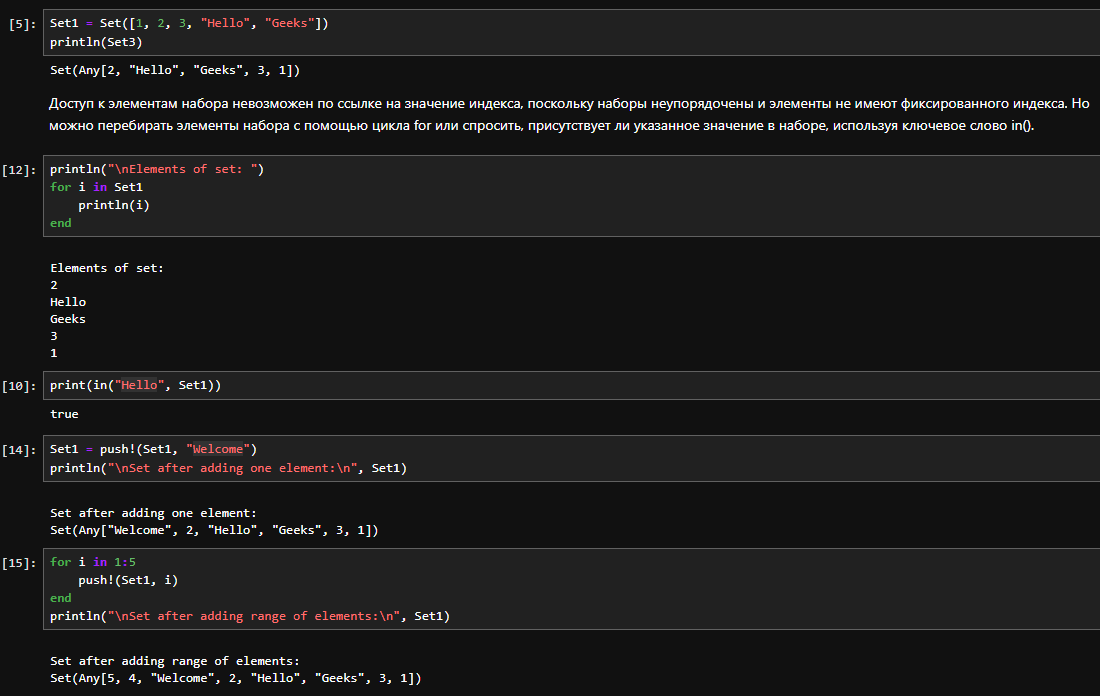 [5]: Set1 = Set([1, 2, 3, "Hello", "Geeks"])
println(Set3)
Set(Any[2, "Hello", "Geeks", 3, 1])
Доступ к элементам набора невозможен по ссылке на значение индекса, поскольку наборы неупорядочены и элементы не имеют фиксированного индекса. Но
можно перебирать элементы набора с помощью цикла for или спросить, присутствует ли указанное значение в наборе, используя ключевое слово in().
[12]: println("\nElements of set: ")
for i in Set1
    println(i)
end
Elements of set:
2
Hello
Geeks
3
1
[10]: print(in("Hello", Set1))
true
[14]: Set1 = push!(Set1, "Welcome")
println("\nSet after adding one element:\n", Set1)
Set after adding one element:
Set(Any["Welcome", 2, "Hello", "Geeks", 3, 1])
[15]: for i in 1:5
    push!(Set1, i)
end
println("\nSet after adding range of elements:\n", Set1)
Set after adding range of elements:
Set(Any[5, 4, "Welcome", 2, "Hello", "Geeks", 3, 1])